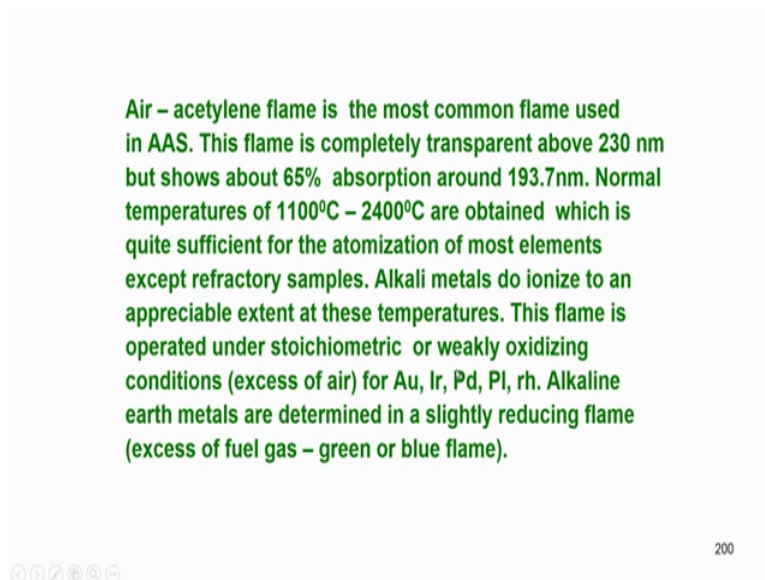 Air – acetylene flame is the most common flame used
in AAS. This flame is completely transparent above 230 nm
but shows about 65% absorption around 193.7nm. Normal
temperatures of 1100⁰C – 2400⁰C are obtained which is
quite sufficient for the atomization of most elements
except refractory samples. Alkali metals do ionize to an
appreciable extent at these temperatures. This flame is
operated under stoichiometric or weakly oxidizing
conditions (excess of air) for Au, Ir, Pd, Pl, rh. Alkaline
earth metals are determined in a slightly reducing flame
(excess of fuel gas – green or blue flame).
200